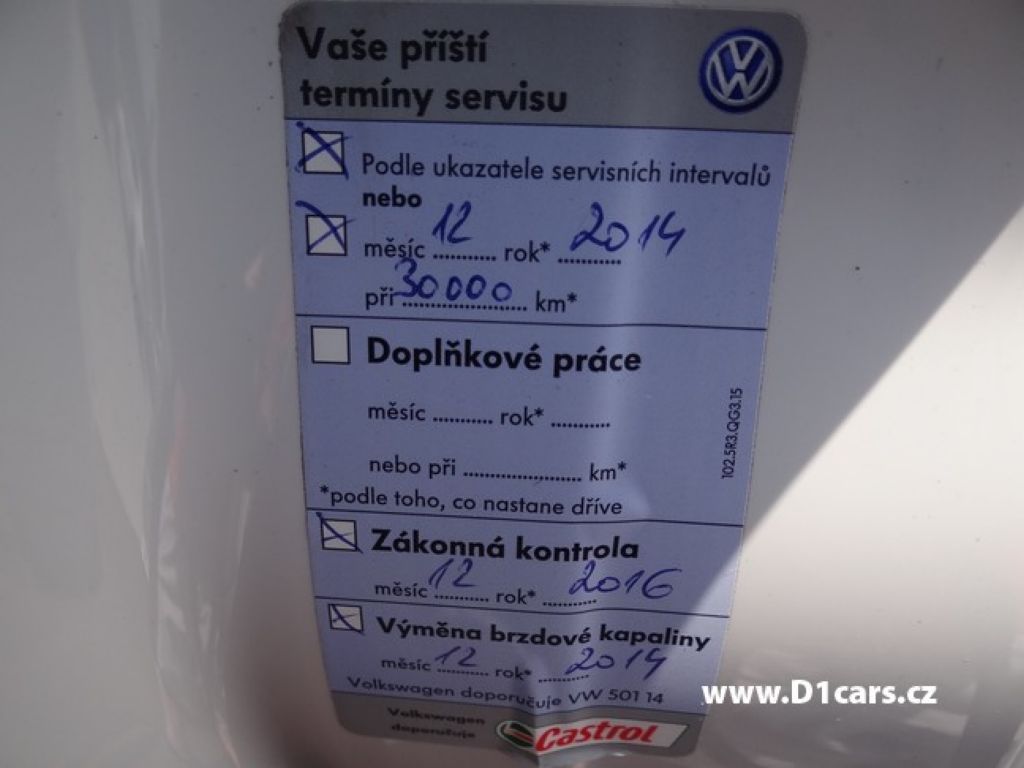 Vaše příští
termíny servisu
Podle ukazatele servisních intervalů
nebo
měsíc 12 rok* 2014
při 30000 km*
Doplňkové práce
měsíc ........... rok* ...........
nebo při ...................... km*
*podle toho, co nastane dříve
102.5R3.QG3.15
Zákonná kontrola
měsíc 12 rok* 2016
Výměna brzdové kapaliny
měsíc 12 rok* 2014
Volkswagen doporučuje VW 501 14
Volkswagen
doporučuje
Castrol
www.D1cars.cz